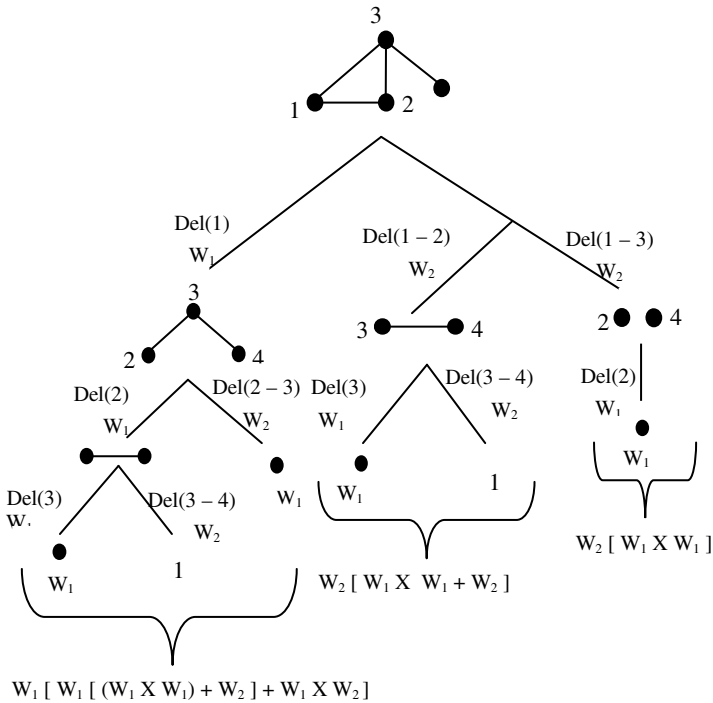 3
1
2
Del(1)
W₁
Del(1 – 2)
W₂
Del(1 – 3)
W₂
3
2
4
3
4
2
4
Del(2)
W₁
Del(2 – 3)
W₂
Del(3)
W₁
Del(3 – 4)
W₂
Del(2)
W₁
Del(3)
Del(3 – 4)
W₂
W₁
W₁
1
W₁
W₁
1
W₂ [ W₁ X W₁ + W₂ ]
W₂ [ W₁ X W₁ ]
W₁ [ W₁ [ (W₁ X W₁) + W₂ ] + W₁ X W₂ ]